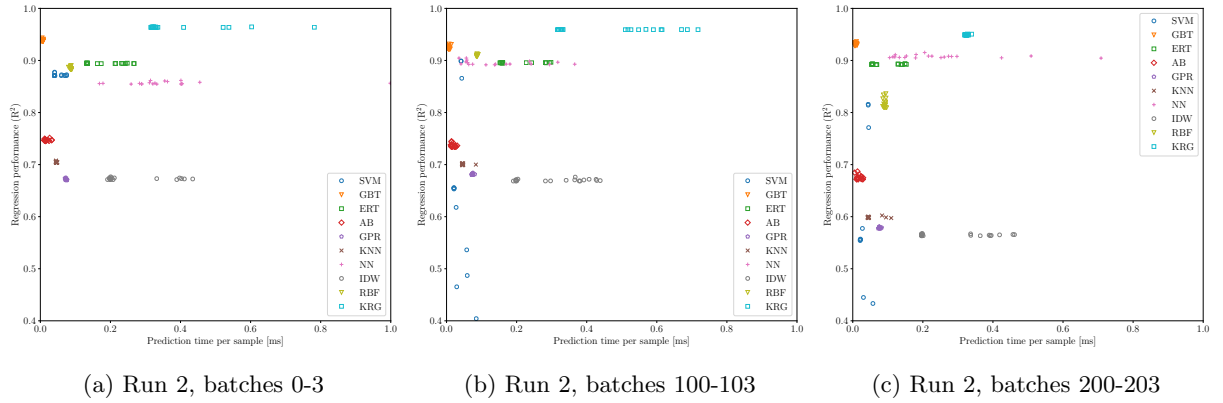 Regression performance (R²)
1.0
0.9
0.8
0.7
0.6
0.5
0.4
0.0
0.2
0.4
0.6
0.8
1.0
Prediction time per sample [ms]
SVM
GBT
ERT
AB
GPR
KNN
NN
IDW
RBF
KRG
(a) Run 2, batches 0-3
Regression performance (R²)
1.0
0.9
0.8
0.7
0.6
0.5
0.4
0.0
0.2
0.4
0.6
0.8
1.0
Prediction time per sample [ms]
SVM
GBT
ERT
AB
GPR
KNN
NN
IDW
RBF
KRG
(b) Run 2, batches 100-103
Regression performance (R²)
1.0
0.9
0.8
0.7
0.6
0.5
0.4
0.0
0.2
0.4
0.6
0.8
1.0
Prediction time per sample [ms]
SVM
GBT
ERT
AB
GPR
KNN
NN
IDW
RBF
KRG
(c) Run 2, batches 200-203